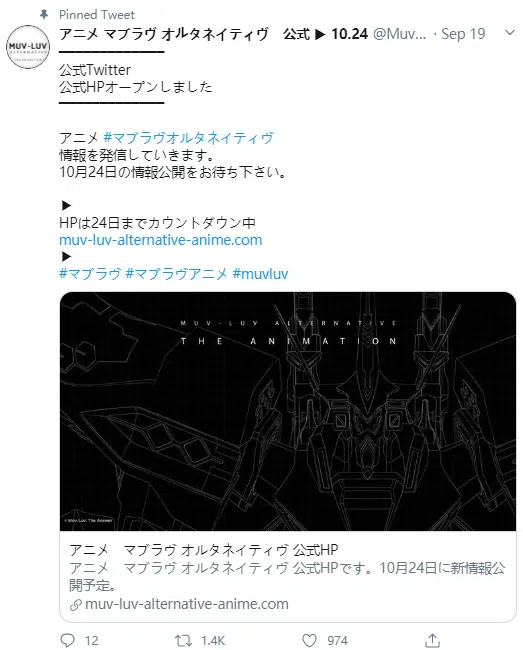 Pinned Tweet
アニメ マブラヴ オルタネイティヴ　公式 ▶ 10.24 @Muv... · Sep 19
MUV-LUV
━━━━━━━━━━
公式Twitter
公式HPオープンしました
━━━━━━━━━━
アニメ #マブラヴオルタネイティヴ
情報を発信していきます。
10月24日の情報公開をお待ち下さい。
▶
HPは24日までカウントダウン中
muv-luv-alternative-anime.com
▶
#マブラヴ #マブラヴアニメ #muvluv
MUV-LUV ALTERNATIVE
THE ANIMATION
© Muv-Luv: The Answer
アニメ　マブラヴ オルタネイティヴ 公式HP
アニメ　マブラヴ オルタネイティヴ 公式HPです。10月24日に新情報公
開予定。
muv-luv-alternative-anime.com
12 1.4K 974